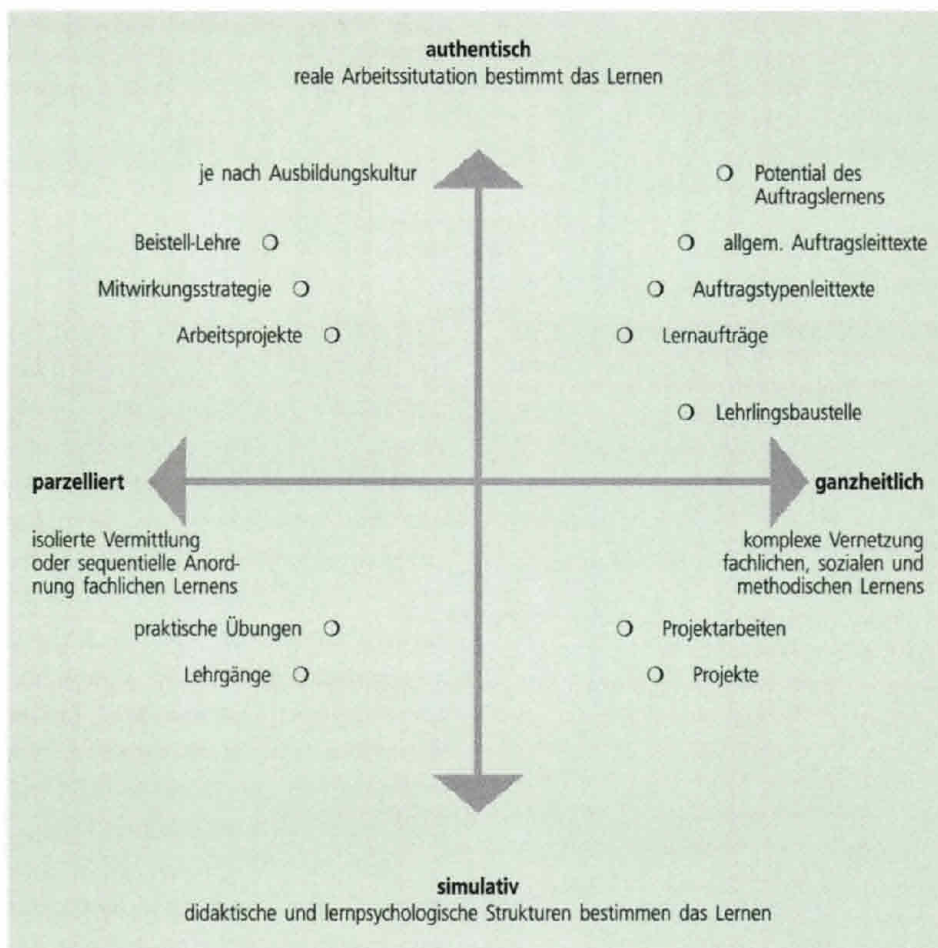 authentisch
reale Arbeitssitutation bestimmt das Lernen
je nach Ausbildungskultur
Potential des
Auftragslernens
Beistell-Lehre
allgem. Auftragsleittexte
Mitwirkungsstrategie
Auftragstypenleittexte
Arbeitsprojekte
Lernaufträge
Lehrlingsbaustelle
parzelliert
ganzheitlich
isolierte Vermittlung
oder sequentielle Anord-
nung fachlichen Lernens
komplexe Vernetzung
fachlichen, sozialen und
methodischen Lernens
praktische Übungen
Projektarbeiten
Lehrgänge
Projekte
simulativ
didaktische und lernpsychologische Strukturen bestimmen das Lernen